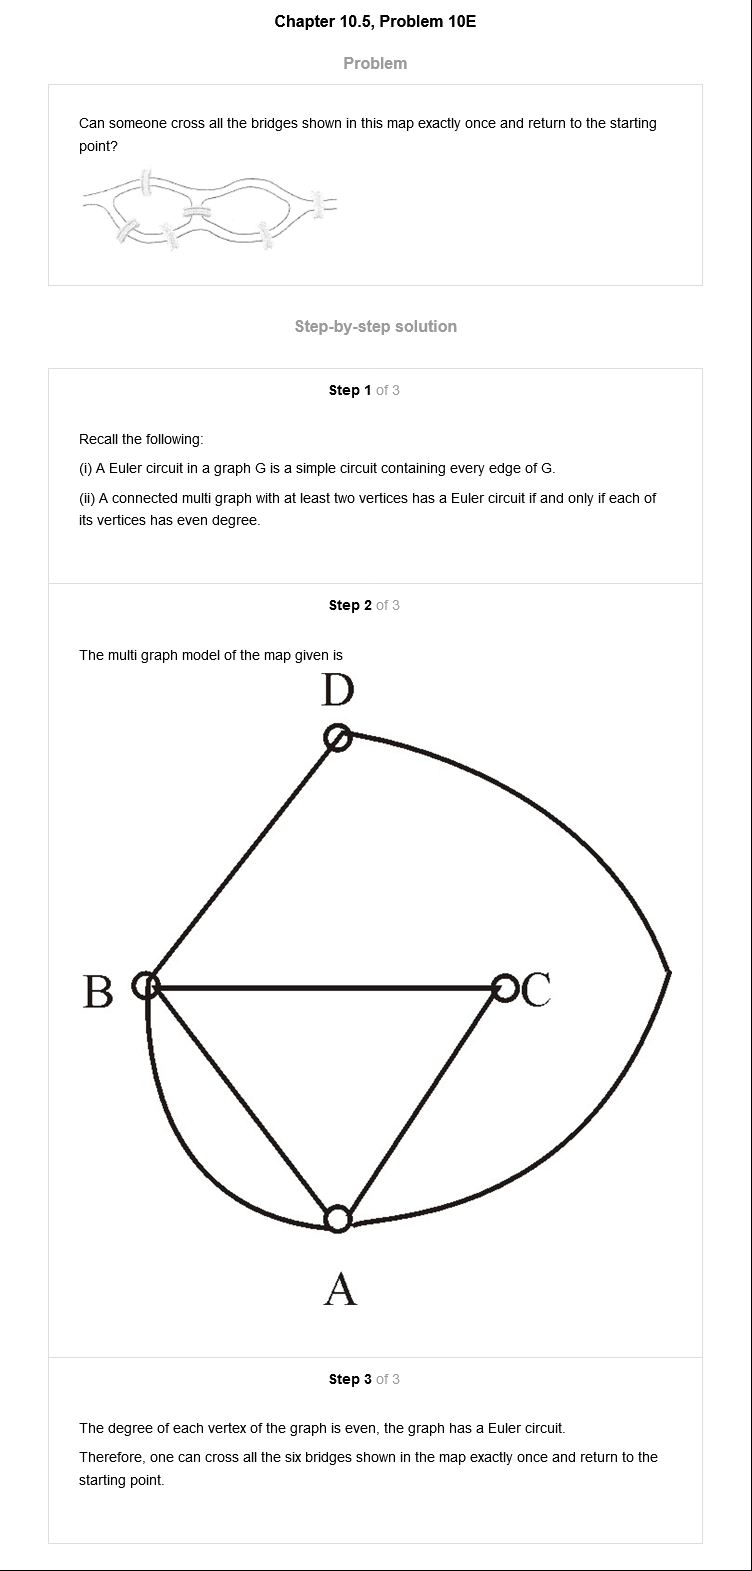 Chapter 10.5, Problem 10E
Problem
Can someone cross all the bridges shown in this map exactly once and return to the starting
point?
Step-by-step solution
Step 1 of 3
Recall the following:
(i) A Euler circuit in a graph G is a simple circuit containing every edge of G.
(ii) A connected multi graph with at least two vertices has a Euler circuit if and only if each of
its vertices has even degree.
Step 2 of 3
The multi graph model of the map given is
D
B
C
A
Step 3 of 3
The degree of each vertex of the graph is even, the graph has a Euler circuit.
Therefore, one can cross all the six bridges shown in the map exactly once and return to the
starting point.